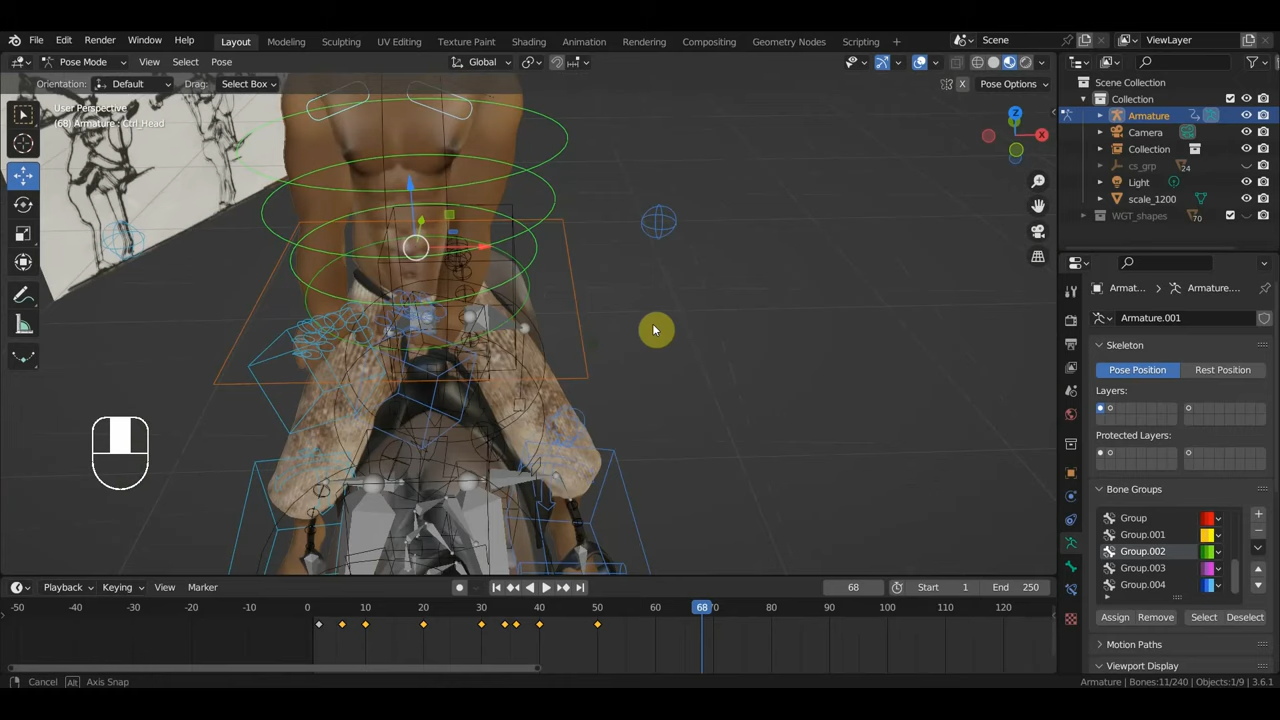 File Edit Render Window Help
Layout Modeling Sculpting UV Editing Texture Paint Shading Animation Rendering Compositing Geometry Nodes Scripting +
Scene
ViewLayer
Pose Mode View Select Pose
Global
Orientation: Default Drag: Select Box
X Pose Options
User Perspective
(68) Armature : Ctrl_Head
Z
X
Scene Collection
Collection
Armature
Camera
Collection
cs_grp 24
Light
scale_1200
WGT_shapes 70
Armat... Armature....
Armature.001
Skeleton
Pose Position Rest Position
Layers:
Protected Layers:
Bone Groups
Group
Group.001
Group.002
Group.003
Group.004
Assign Remove Select Deselect
Motion Paths
Viewport Display
Playback Keying View Marker
68 Start 1 End 250
-50 -40 -30 -20 -10 0 10 20 30 40 50 60 68 70 80 90 100 110 120
Cancel Alt Axis Snap
Armature | Bones:11/240 | Objects:1/9 | 3.6.1